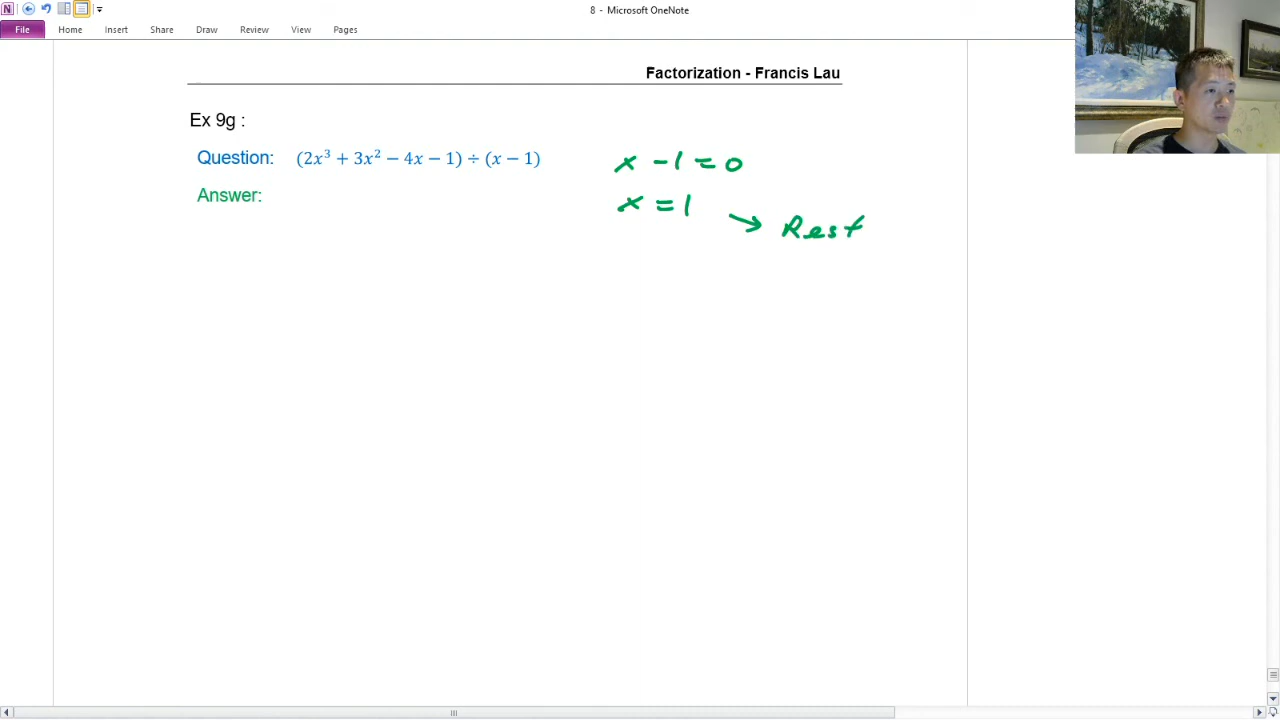 8 - Microsoft OneNote
File Home Insert Share Draw Review View Pages
Factorization - Francis Lau
Ex 9g :
Question: (2x³ + 3x² − 4x − 1) ÷ (x − 1)
x - 1 = 0
Answer:
x = 1
→ Rest